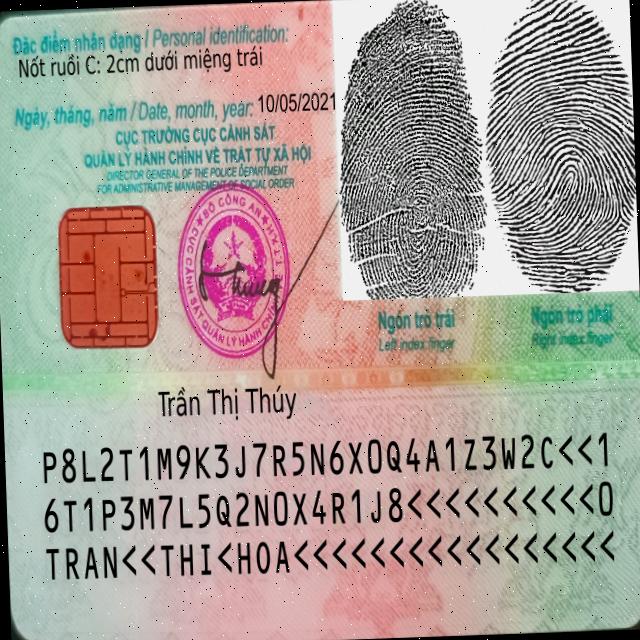 Đặc điểm nhân dạng / Personal identification:
Nốt ruồi C: 2cm dưới miệng trái
Ngày, tháng, năm / Date, month, year: 10/05/2021
CỤC TRƯỞNG CỤC CẢNH SÁT
QUẢN LÝ HÀNH CHÍNH VỀ TRẬT TỰ XÃ HỘI
DIRECTOR GENERAL OF THE POLICE DEPARTMENT
FOR ADMINISTRATIVE MANAGEMENT OF SOCIAL ORDER
BỘ CÔNG AN
CỤC CẢNH SÁT QUẢN LÝ HÀNH CHÍNH
Ngón trỏ trái
Left index finger
Ngón trỏ phải
Right index finger
Trần Thị Thúy
P8L2T1M9K3J7R5N6XOQ4A1Z3W2C<<1
6T1P3M7L5Q2NOX4R1J8<<<<<<<<<<O
TRAN<<THI<HOA<<<<<<<<<<<<<<<<<